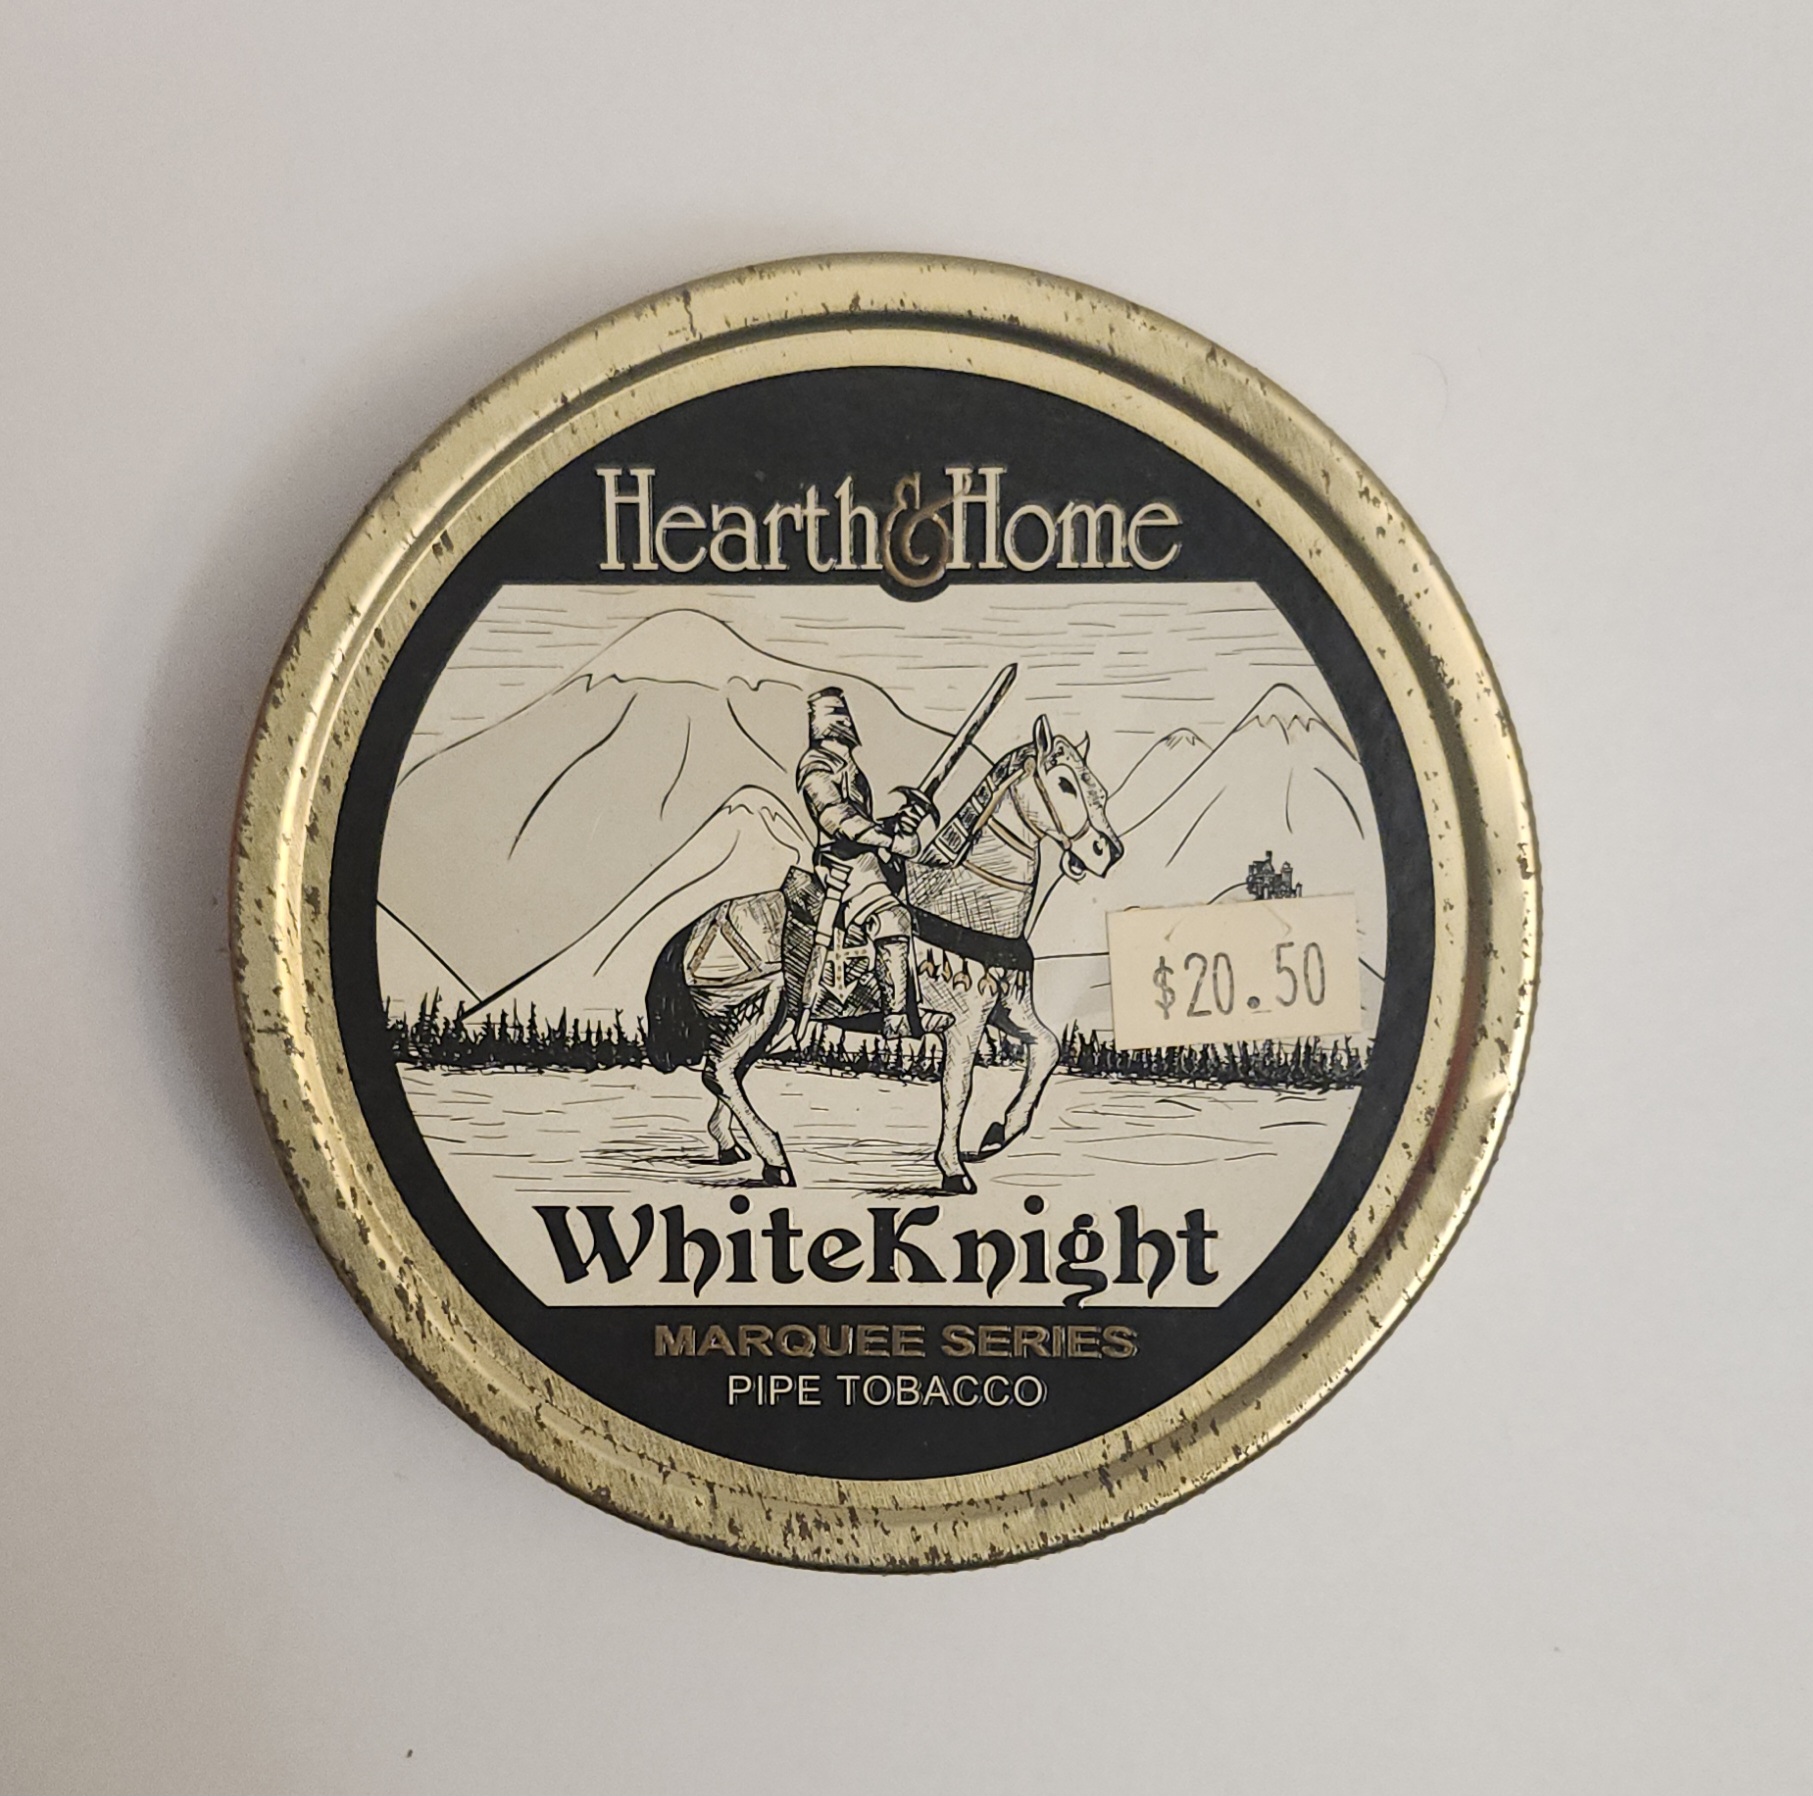 Hearth & Home
$20.50
WhiteKnight
MARQUEE SERIES
PIPE TOBACCO